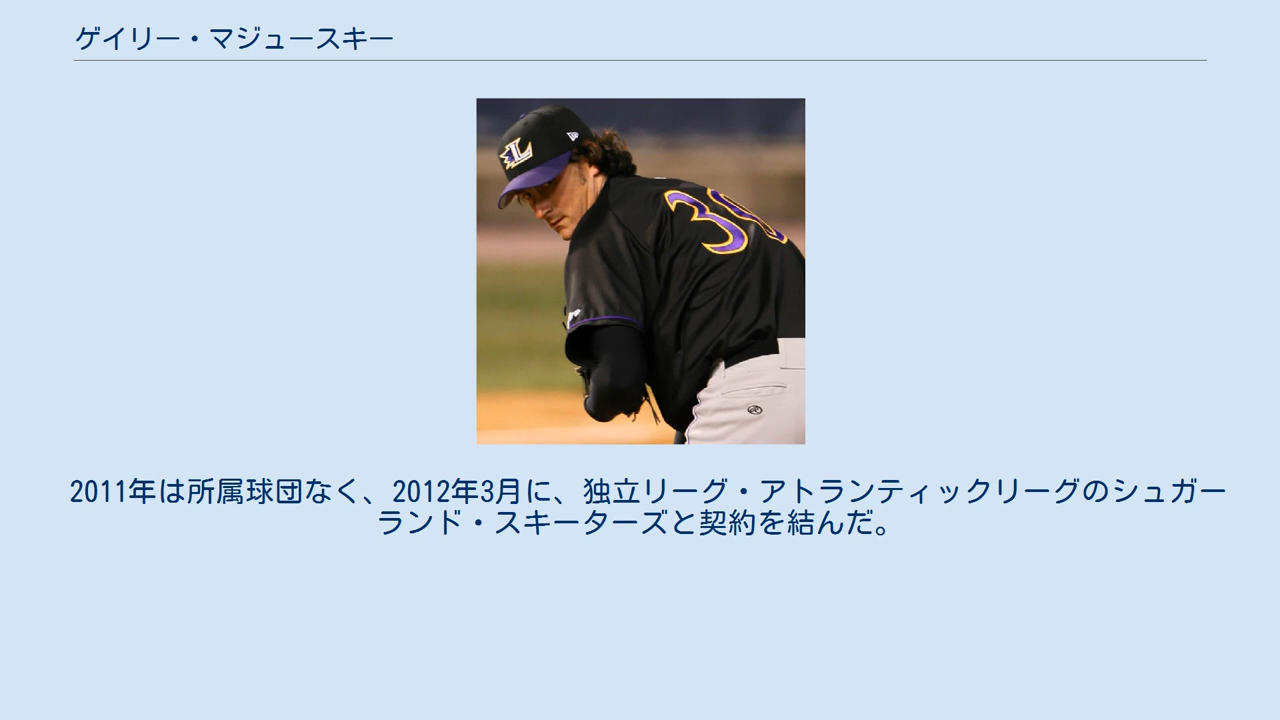 ゲイリー・マジュースキー
L
3
2011年は所属球団なく、2012年3月に、独立リーグ・アトランティックリーグのシュガー
ランド・スキーターズと契約を結んだ。